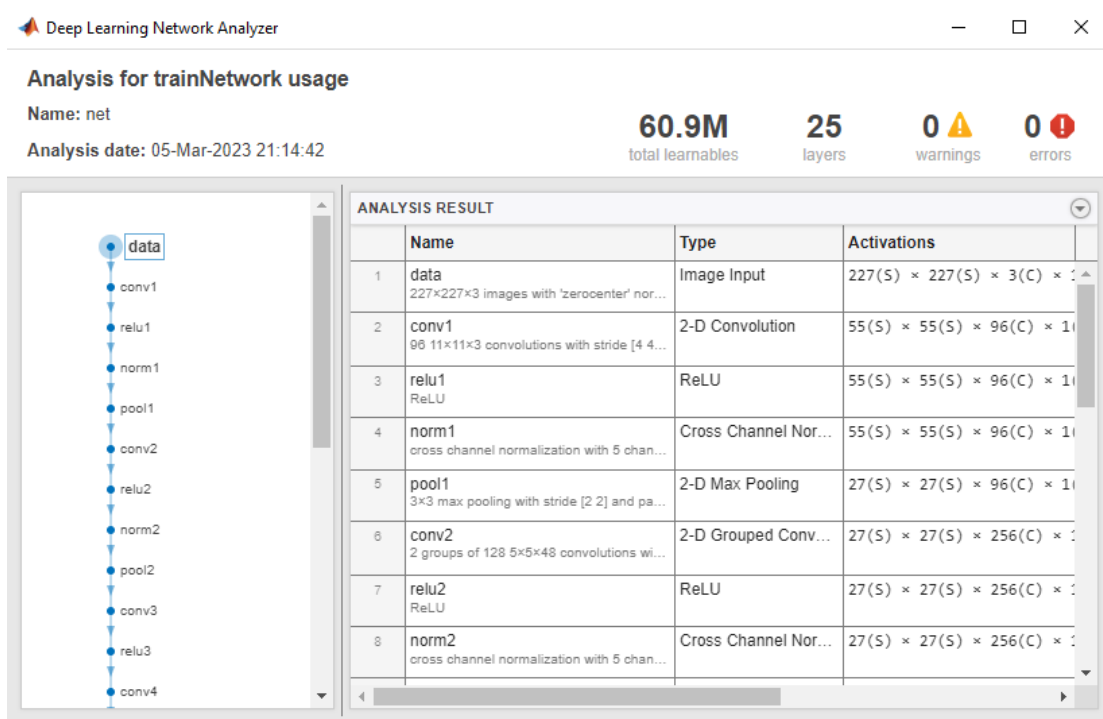 Deep Learning Network Analyzer
Analysis for trainNetwork usage
Name: net
Analysis date: 05-Mar-2023 21:14:42
60.9M
total learnables
25
layers
0
warnings
0
errors
data
conv1
relu1
norm1
pool1
conv2
relu2
norm2
pool2
conv3
relu3
conv4
ANALYSIS RESULT
Name Type Activations
1 data Image Input 227(S) × 227(S) × 3(C) × 1
227×227×3 images with 'zerocenter' nor...
2 conv1 2-D Convolution 55(S) × 55(S) × 96(C) × 1(
96 11×11×3 convolutions with stride [4 4...
3 relu1 ReLU 55(S) × 55(S) × 96(C) × 1(
ReLU
4 norm1 Cross Channel Nor... 55(S) × 55(S) × 96(C) × 1(
cross channel normalization with 5 chan...
5 pool1 2-D Max Pooling 27(S) × 27(S) × 96(C) × 1(
3×3 max pooling with stride [2 2] and pa...
6 conv2 2-D Grouped Conv... 27(S) × 27(S) × 256(C) × 1
2 groups of 128 5×5×48 convolutions wi...
7 relu2 ReLU 27(S) × 27(S) × 256(C) × 1
ReLU
8 norm2 Cross Channel Nor... 27(S) × 27(S) × 256(C) × 1
cross channel normalization with 5 chan...